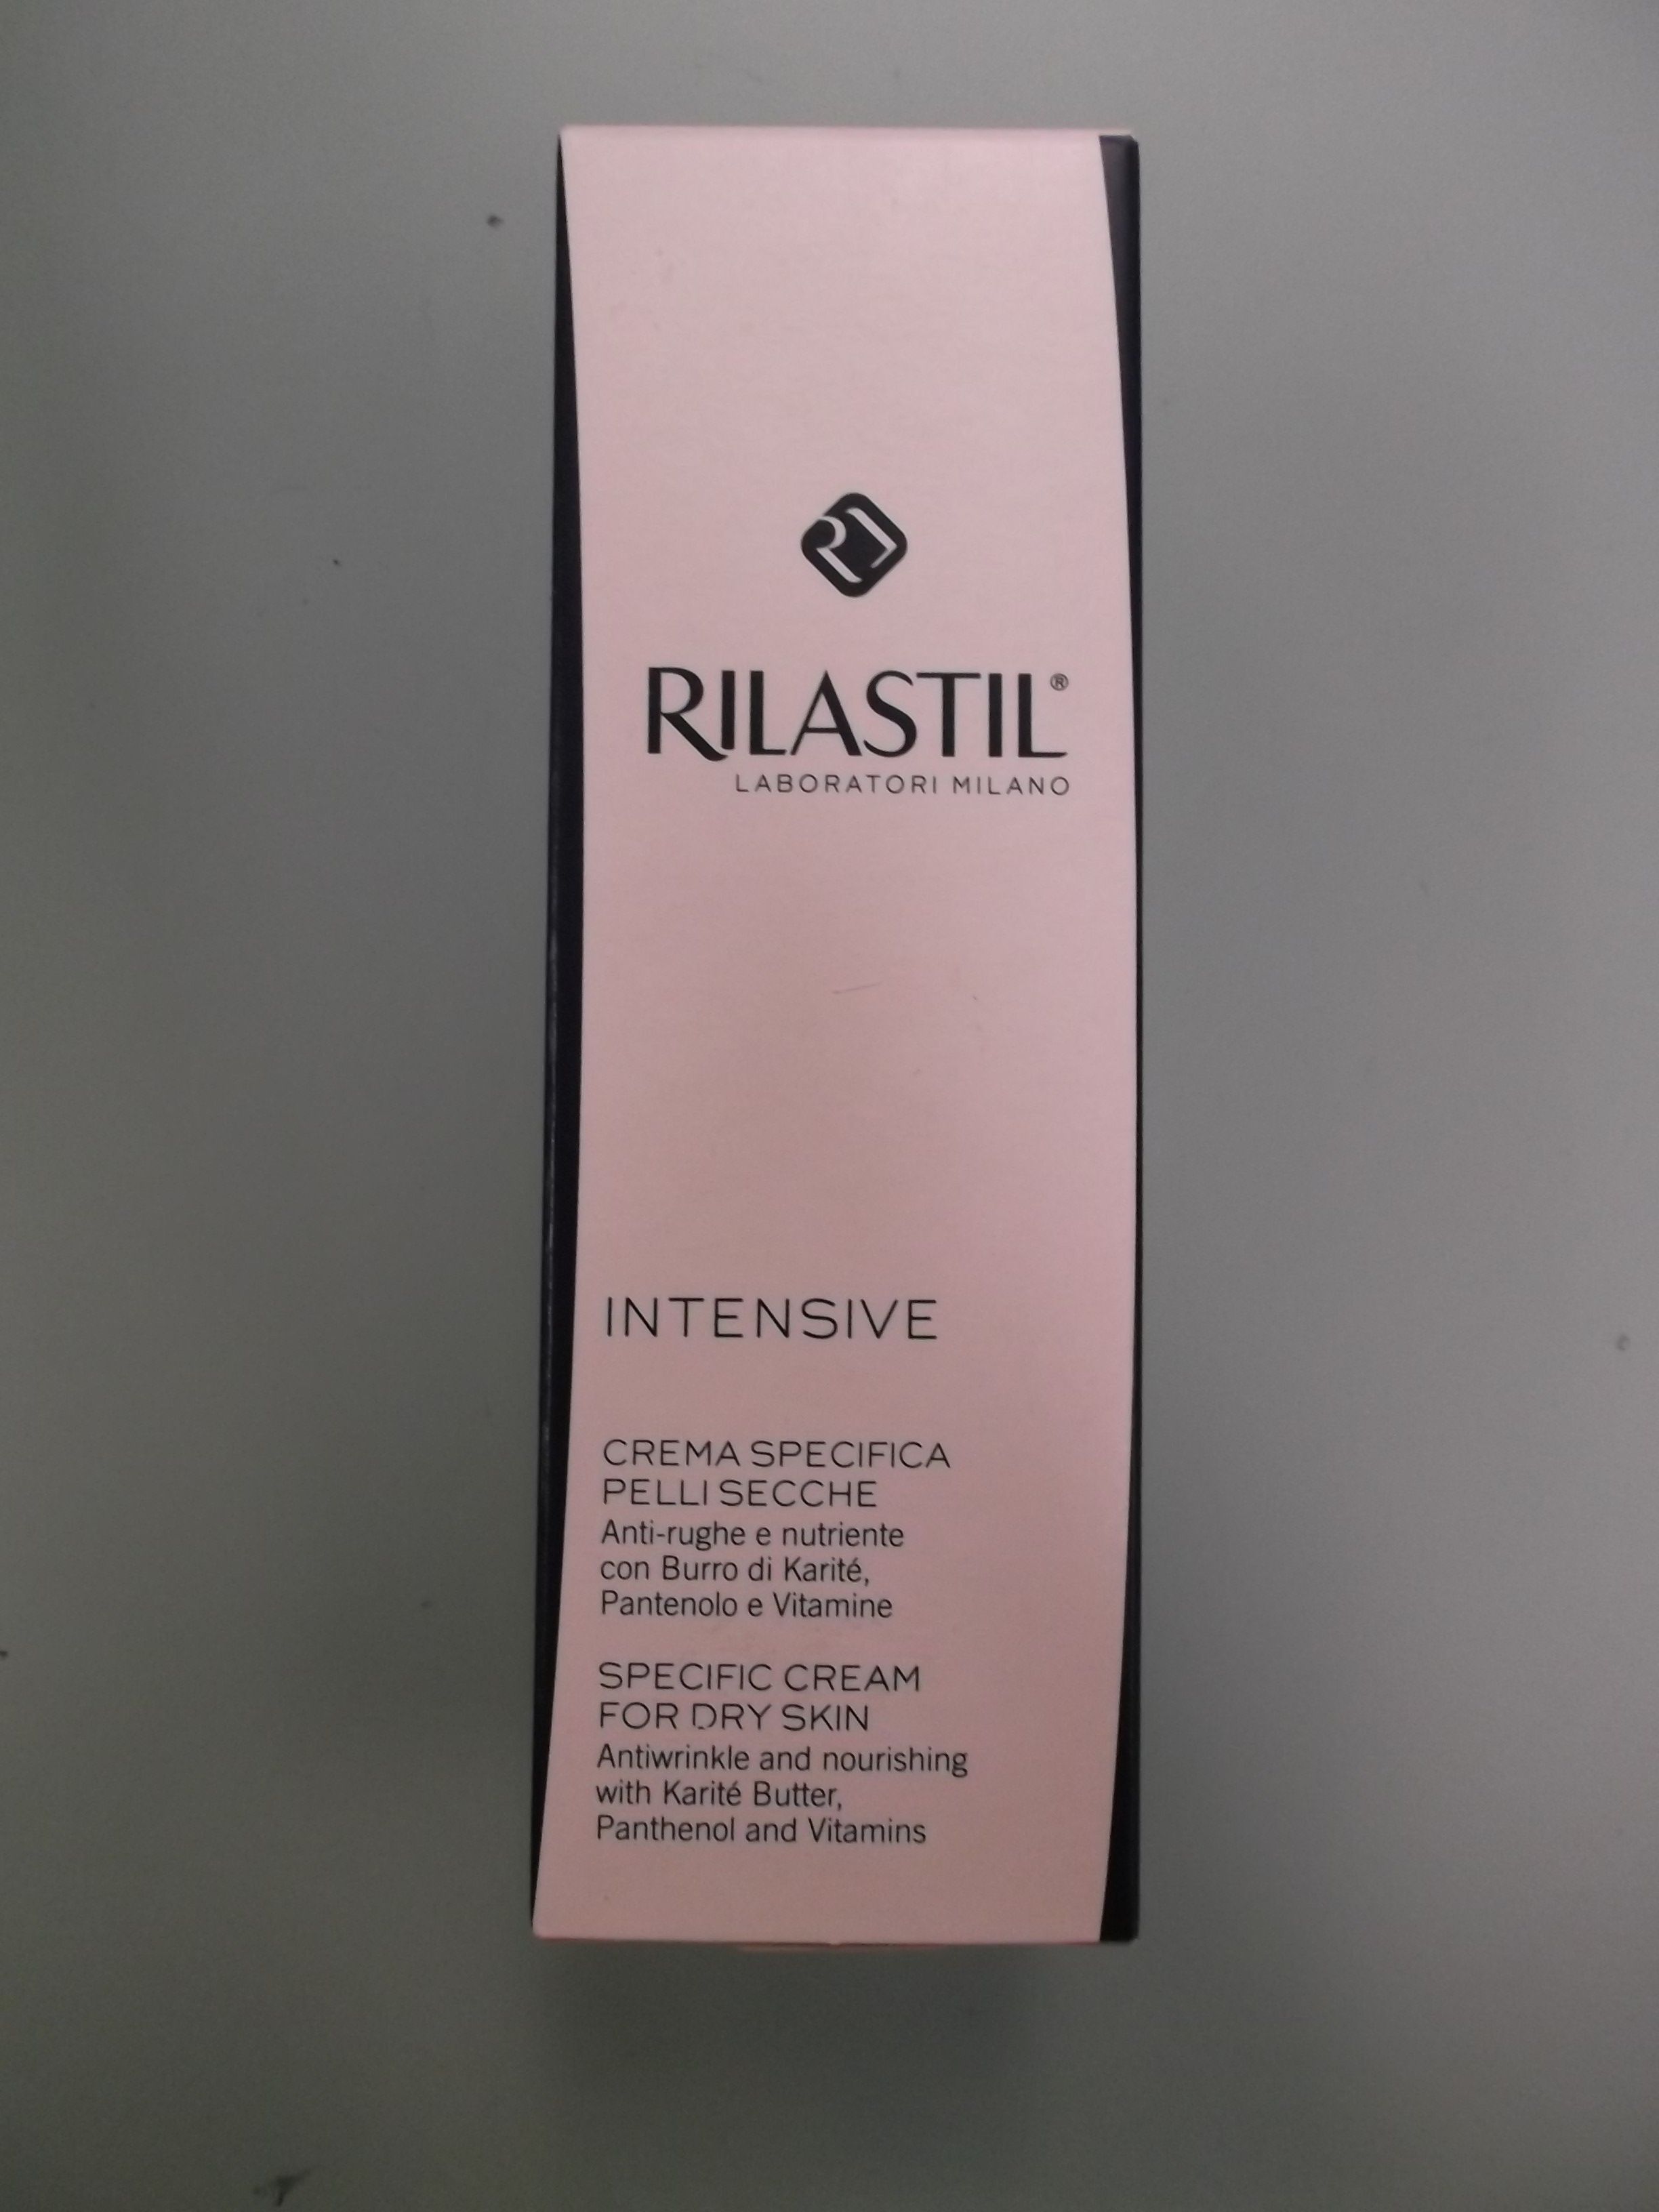 RILASTIL®
LABORATORI MILANO
INTENSIVE
CREMA SPECIFICA
PELLI SECCHE
Anti-rughe e nutriente
con Burro di Karité,
Pantenolo e Vitamine
SPECIFIC CREAM
FOR DRY SKIN
Antiwrinkle and nourishing
with Karité Butter,
Panthenol and Vitamins